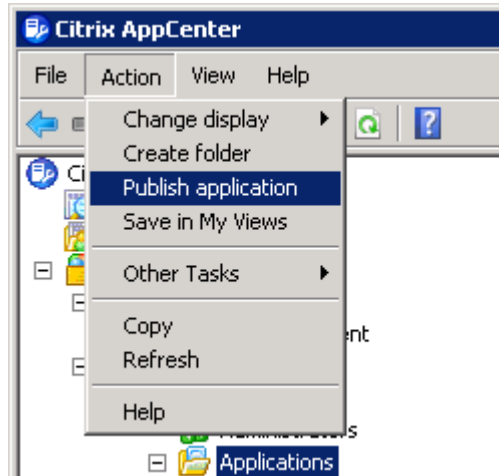 Citrix AppCenter
File Action View Help
Change display
Create folder
Publish application
Save in My Views
Other Tasks
Copy
Refresh
Help
Applications